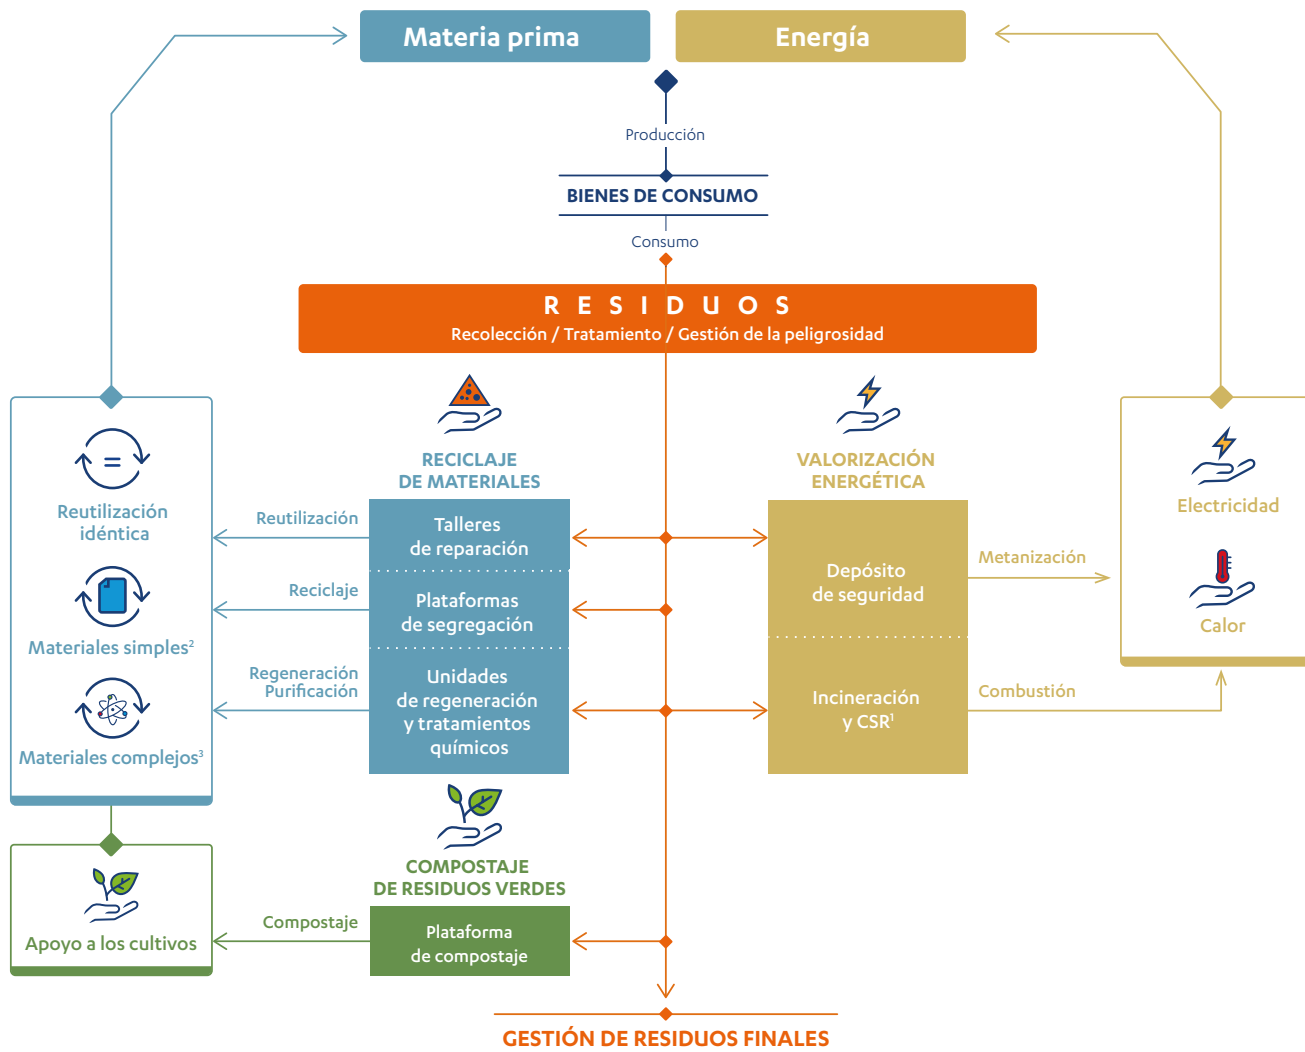 Materia prima
Energía
Producción
BIENES DE CONSUMO
Consumo
RESIDUOS
Recolección / Tratamiento / Gestión de la peligrosidad
RECICLAJE
DE MATERIALES
VALORIZACIÓN
ENERGÉTICA
Reutilización
idéntica
Materiales simples²
Materiales complejos³
Reutilización
Reciclaje
Regeneración
Purificación
Talleres
de reparación
Plataformas
de segregación
Unidades
de regeneración
y tratamientos
químicos
Depósito
de seguridad
Incineración
y CSR¹
Metanización
Combustión
Electricidad
Calor
COMPOSTAJE
DE RESIDUOS VERDES
Apoyo a los cultivos
Compostaje
Plataforma
de compostaje
GESTIÓN DE RESIDUOS FINALES